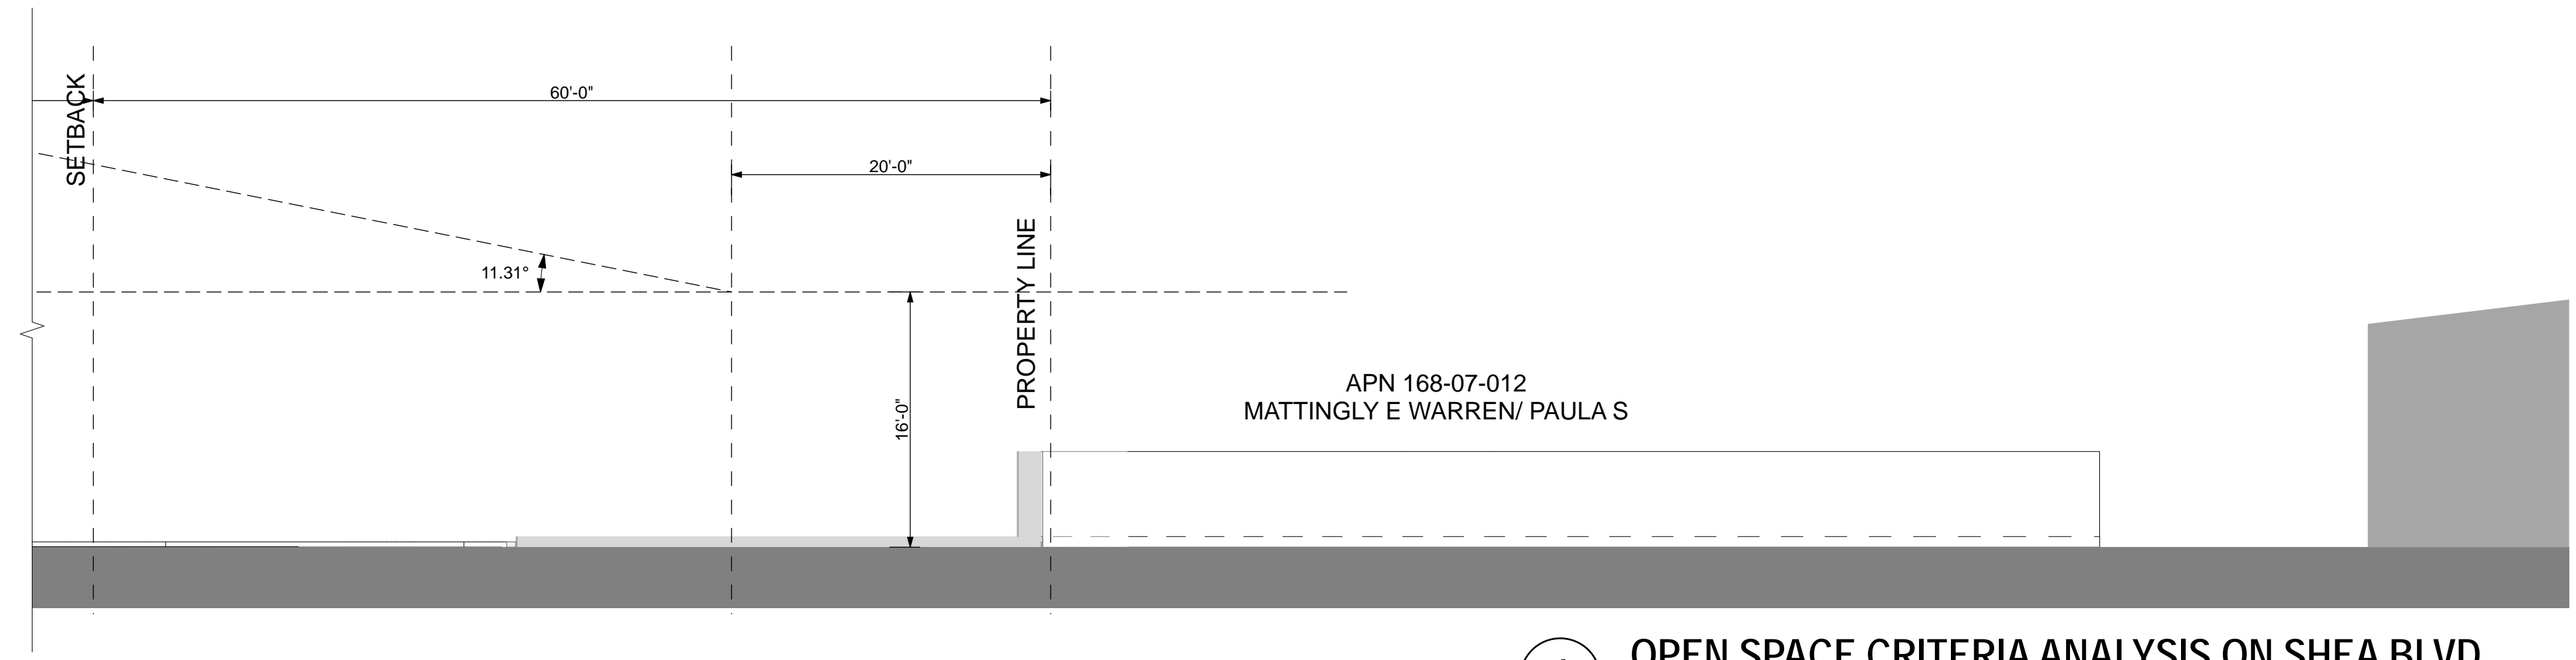 SETBACK
60'-0"
20'-0"
11.31°
PROPERTY LINE
16'-0"
APN 168-07-012
MATTINGLY E WARREN/ PAULA S
OPEN SPACE CRITERIA ANALYSIS ON SHEA BLVD